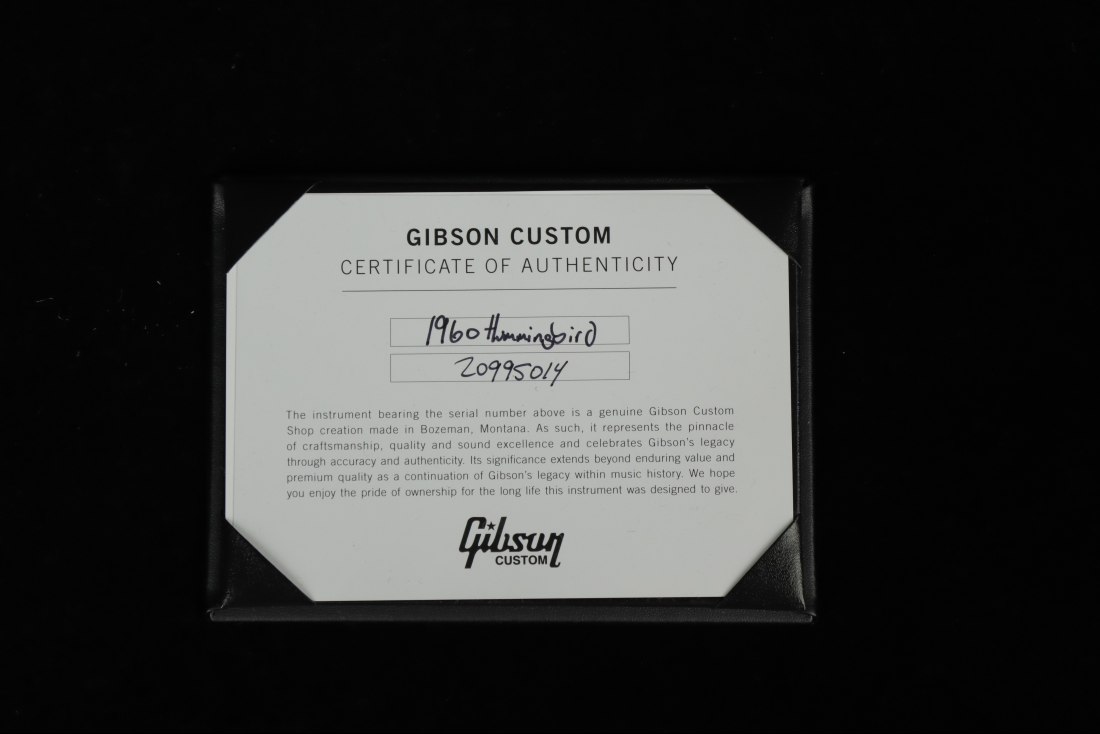 GIBSON CUSTOM
CERTIFICATE OF AUTHENTICITY
1960 Hummingbird
20995014
The instrument bearing the serial number above is a genuine Gibson Custom
Shop creation made in Bozeman, Montana. As such, it represents the pinnacle
of craftsmanship, quality and sound excellence and celebrates Gibson's legacy
through accuracy and authenticity. Its significance extends beyond enduring value and
premium quality as a continuation of Gibson's legacy within music history. We hope
you enjoy the pride of ownership for the long life this instrument was designed to give.
Gibson
CUSTOM